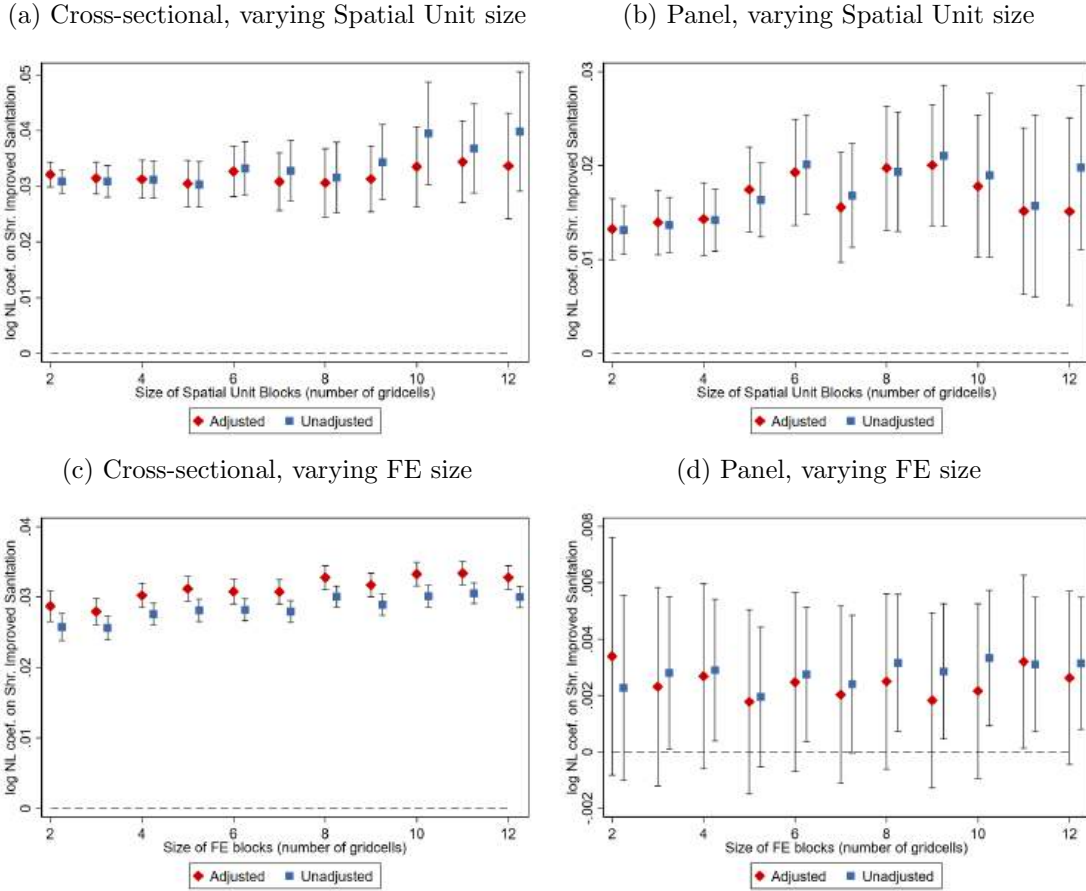 (a) Cross-sectional, varying Spatial Unit size
(b) Panel, varying Spatial Unit size
log NL coef. on Shr. Improved Sanitation
0 .01 .02 .03 .04 .05
2 4 6 8 10 12
Size of Spatial Unit Blocks (number of gridcells)
Adjusted Unadjusted
log NL coef. on Shr. Improved Sanitation
0 .01 .02 .03
2 4 6 8 10 12
Size of Spatial Unit Blocks (number of gridcells)
Adjusted Unadjusted
(c) Cross-sectional, varying FE size
(d) Panel, varying FE size
log NL coef. on Shr. Improved Sanitation
0 .01 .02 .03 .04
2 4 6 8 10 12
Size of FE blocks (number of gridcells)
Adjusted Unadjusted
log NL coef. on Shr. Improved Sanitation
-.002 0 .002 .004 .006 .008
2 4 6 8 10 12
Size of FE blocks (number of gridcells)
Adjusted Unadjusted